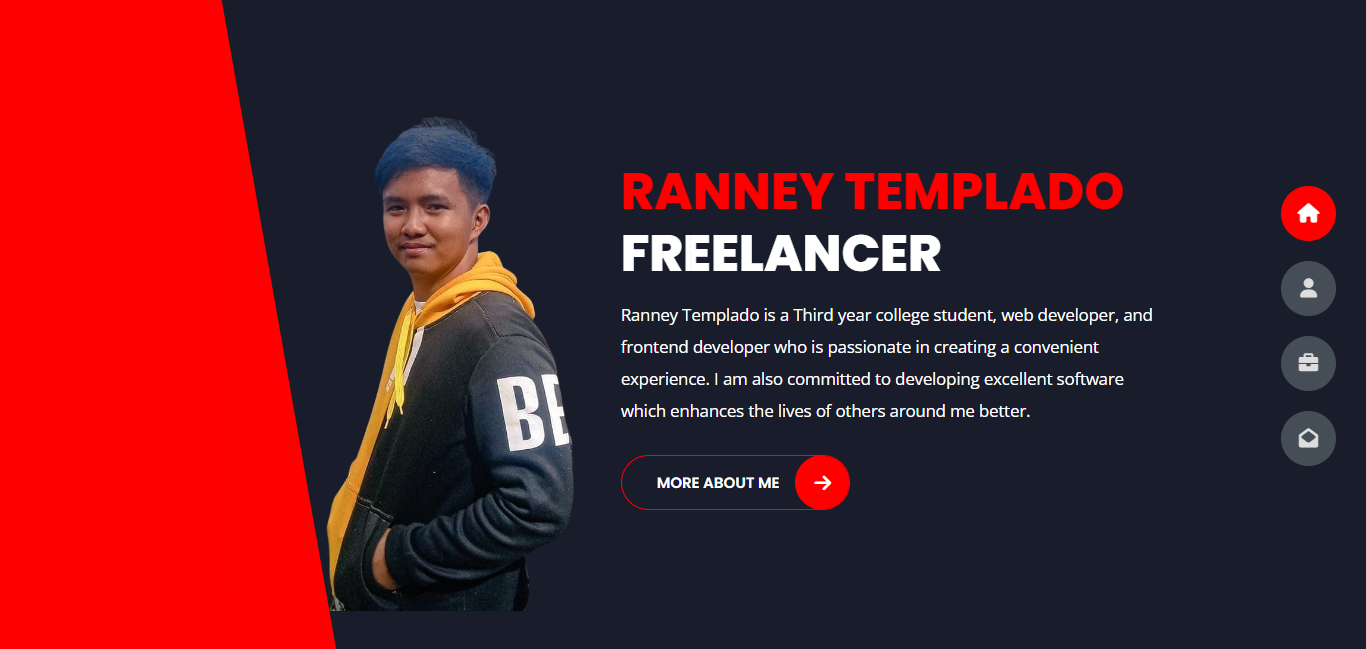 RANNEY TEMPLADO
FREELANCER
Ranney Templado is a Third year college student, web developer, and
frontend developer who is passionate in creating a convenient
experience. I am also committed to developing excellent software
which enhances the lives of others around me better.
MORE ABOUT ME
BE